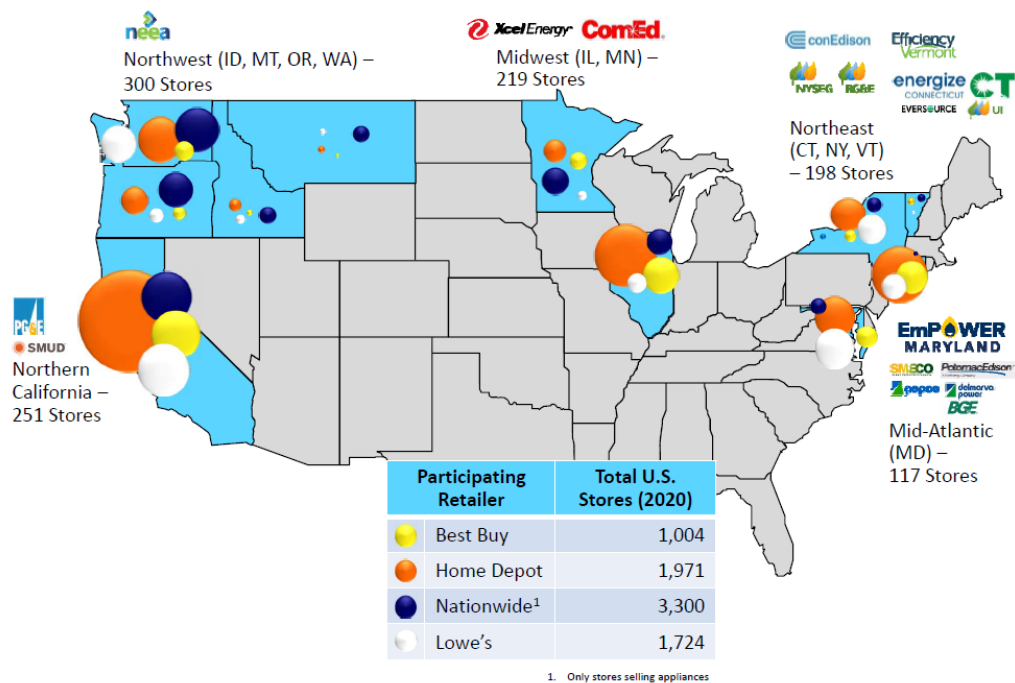 neea
Northwest (ID, MT, OR, WA) –
300 Stores
Xcel Energy®
ComEd®
Midwest (IL, MN) –
219 Stores
conEdison
Efficiency
Vermont
NYSEG
RG&E
energize
CONNECTICUT
CT
EVERSOURCE
UI
Northeast
(CT, NY, VT)
– 198 Stores
PG&E
SMUD
Northern
California –
251 Stores
EmPOWER
MARYLAND
SMECO
Potomac Edison
pepco
delmarva
power
BGE
Mid-Atlantic
(MD) –
117 Stores
Participating
Retailer
Total U.S.
Stores (2020)
Best Buy 1,004
Home Depot 1,971
Nationwide¹ 3,300
Lowe's 1,724
1. Only stores selling appliances